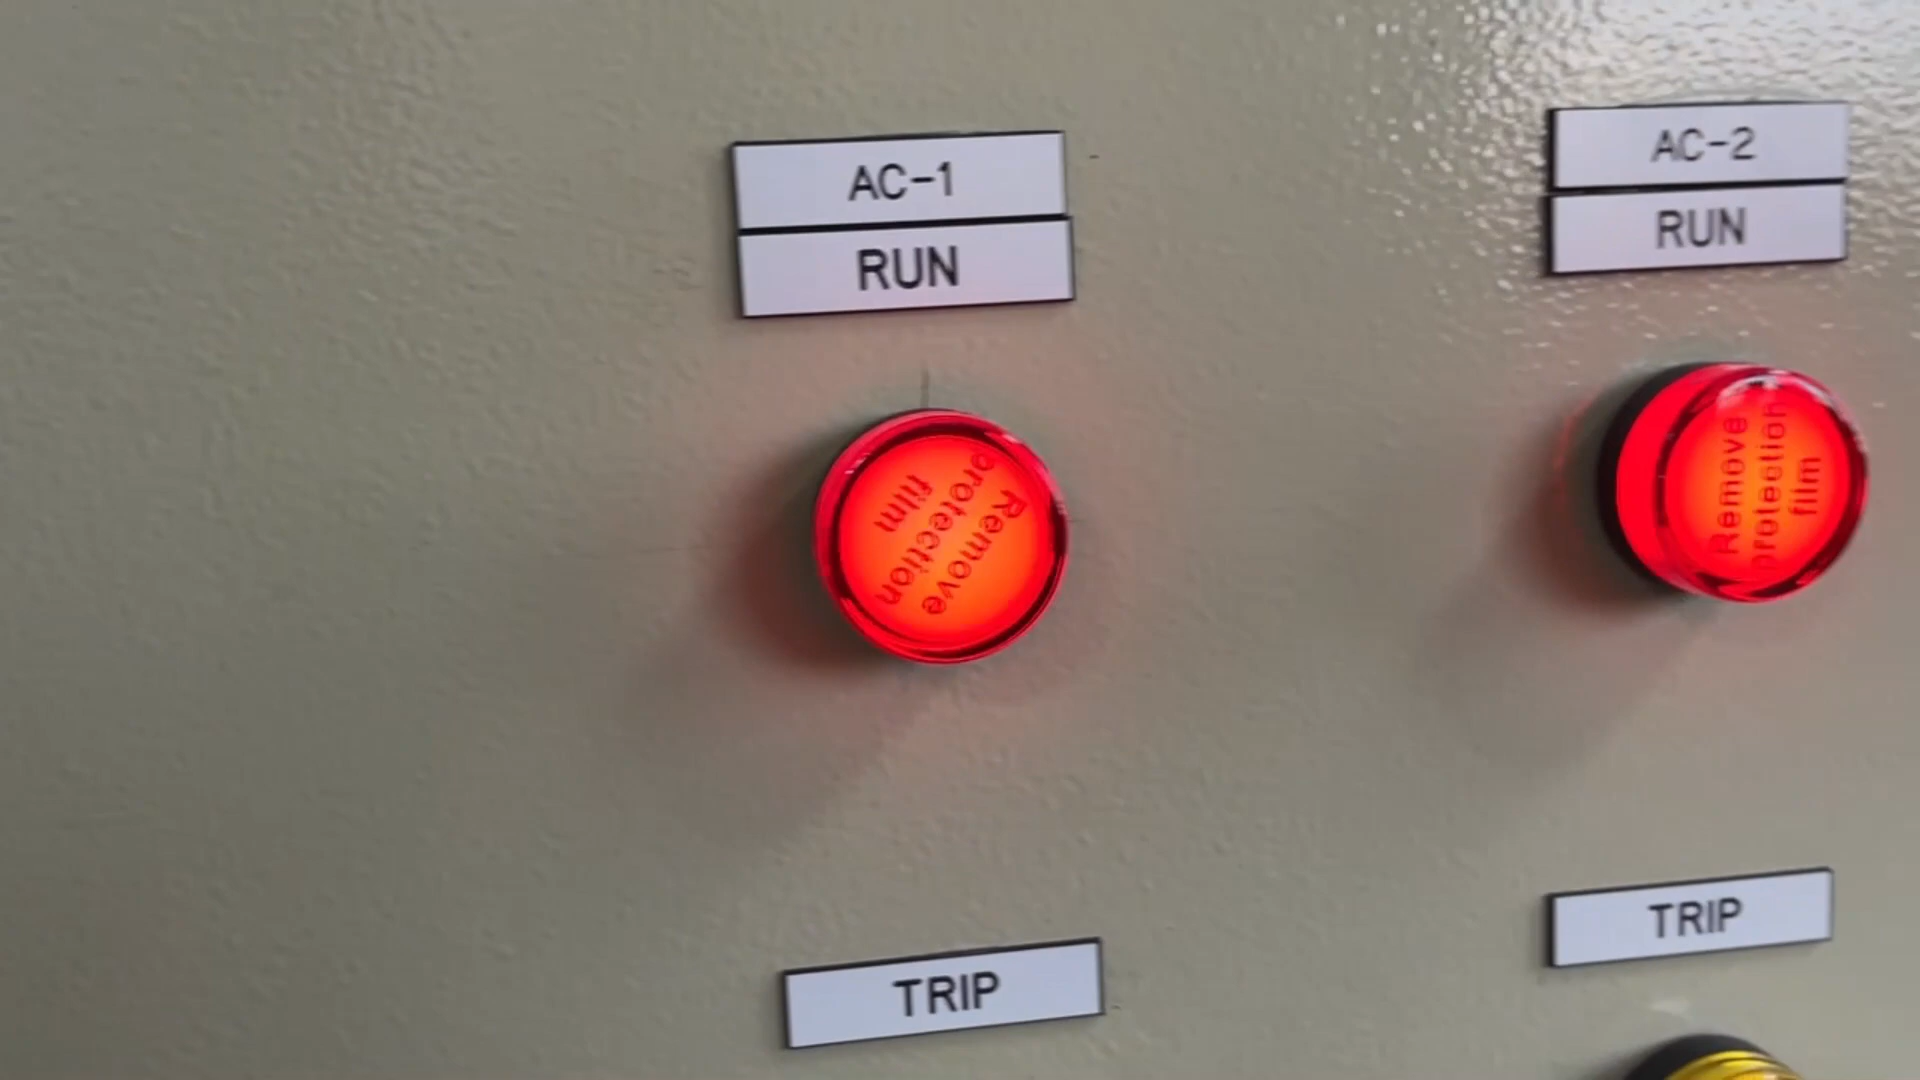 AC-1
RUN
AC-2
RUN
Remove
protection
film
Remove
protection
film
TRIP
TRIP